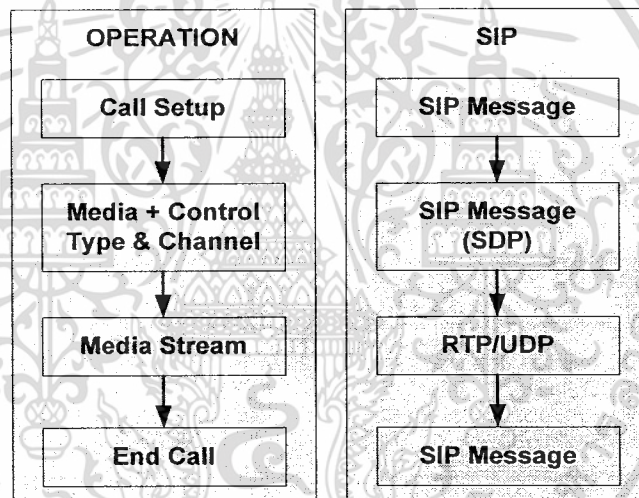 OPERATION
Call Setup
Media + Control
Type & Channel
Media Stream
End Call
SIP
SIP Message
SIP Message
(SDP)
RTP/UDP
SIP Message